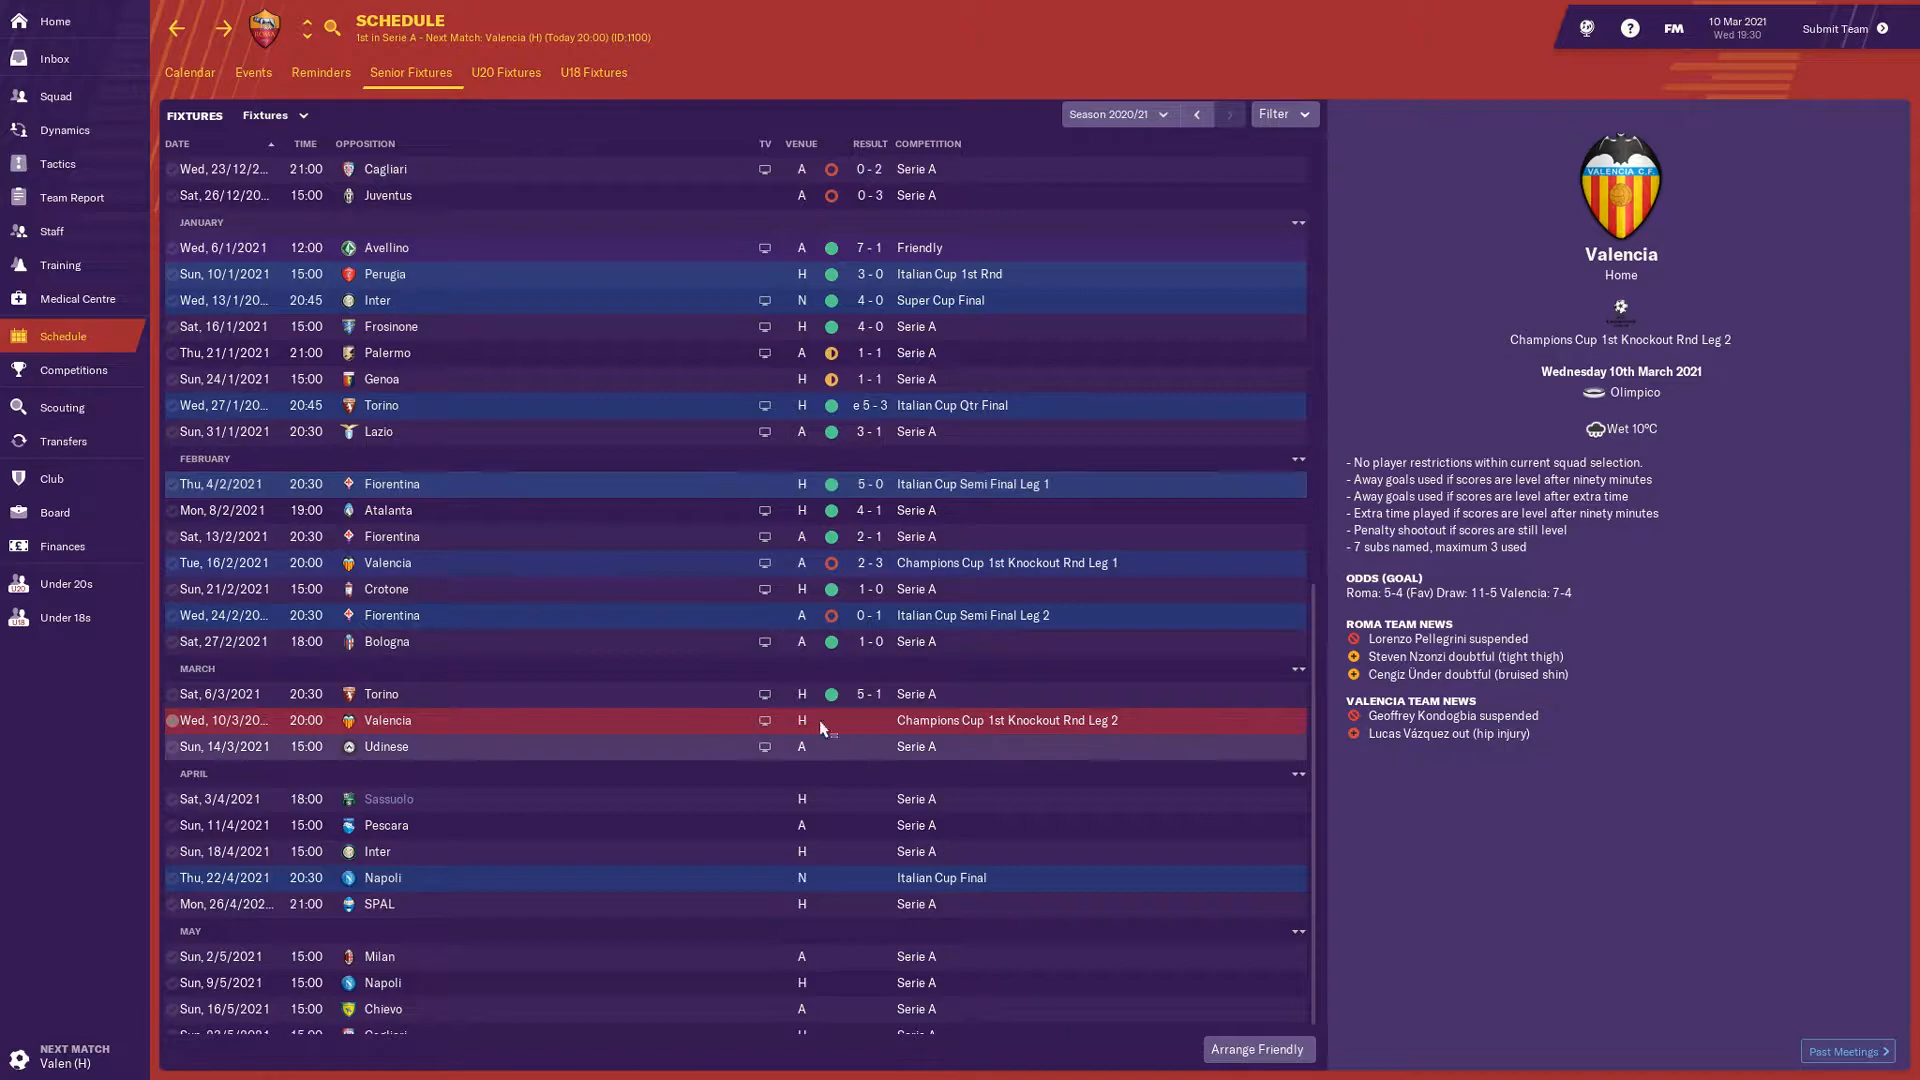 Home
Inbox
Squad
Dynamics
Tactics
Team Report
Staff
Training
Medical Centre
Schedule
Competitions
Scouting
Transfers
Club
Board
Finances
U20 Under 20s
U18 Under 18s
NEXT MATCH
Valen (H)
SCHEDULE
1st in Serie A - Next Match: Valencia (H) (Today 20:00) (ID:1100)
FM
10 Mar 2021
Wed 19:30
Submit Team
Calendar Events Reminders Senior Fixtures U20 Fixtures U18 Fixtures
FIXTURES Fixtures Season 2020/21 Filter
DATE TIME OPPOSITION TV VENUE RESULT COMPETITION
Wed, 23/12/2... 21:00 Cagliari A 0 - 2 Serie A
Sat, 26/12/20... 15:00 Juventus A 0 - 3 Serie A
JANUARY
Wed, 6/1/2021 12:00 Avellino A 7 - 1 Friendly
Sun, 10/1/2021 15:00 Perugia H 3 - 0 Italian Cup 1st Rnd
Wed, 13/1/20... 20:45 Inter N 4 - 0 Super Cup Final
Sat, 16/1/2021 15:00 Frosinone H 4 - 0 Serie A
Thu, 21/1/2021 21:00 Palermo A 1 - 1 Serie A
Sun, 24/1/2021 15:00 Genoa H 1 - 1 Serie A
Wed, 27/1/20... 20:45 Torino H e 5 - 3 Italian Cup Qtr Final
Sun, 31/1/2021 20:30 Lazio A 3 - 1 Serie A
FEBRUARY
Thu, 4/2/2021 20:30 Fiorentina H 5 - 0 Italian Cup Semi Final Leg 1
Mon, 8/2/2021 19:00 Atalanta H 4 - 1 Serie A
Sat, 13/2/2021 20:30 Fiorentina A 2 - 1 Serie A
Tue, 16/2/2021 20:00 Valencia A 2 - 3 Champions Cup 1st Knockout Rnd Leg 1
Sun, 21/2/2021 15:00 Crotone H 1 - 0 Serie A
Wed, 24/2/20... 20:30 Fiorentina A 0 - 1 Italian Cup Semi Final Leg 2
Sat, 27/2/2021 18:00 Bologna A 1 - 0 Serie A
MARCH
Sat, 6/3/2021 20:30 Torino H 5 - 1 Serie A
Wed, 10/3/20... 20:00 Valencia H Champions Cup 1st Knockout Rnd Leg 2
Sun, 14/3/2021 15:00 Udinese A Serie A
APRIL
Sat, 3/4/2021 18:00 Sassuolo H Serie A
Sun, 11/4/2021 15:00 Pescara A Serie A
Sun, 18/4/2021 15:00 Inter H Serie A
Thu, 22/4/2021 20:30 Napoli N Italian Cup Final
Mon, 26/4/202... 21:00 SPAL H Serie A
MAY
Sun, 2/5/2021 15:00 Milan A Serie A
Sun, 9/5/2021 15:00 Napoli H Serie A
Sun, 16/5/2021 15:00 Chievo A Serie A
Arrange Friendly
VALENCIA C.F.
Valencia
Home
Champions Cup 1st Knockout Rnd Leg 2
Wednesday 10th March 2021
Olimpico
Wet 10°C
- No player restrictions within current squad selection.
- Away goals used if scores are level after ninety minutes
- Away goals used if scores are level after extra time
- Extra time played if scores are level after ninety minutes
- Penalty shootout if scores are still level
- 7 subs named, maximum 3 used
ODDS (GOAL)
Roma: 5-4 (Fav) Draw: 11-5 Valencia: 7-4
ROMA TEAM NEWS
Lorenzo Pellegrini suspended
Steven Nzonzi doubtful (tight thigh)
Cengiz Ünder doubtful (bruised shin)
VALENCIA TEAM NEWS
Geoffrey Kondogbia suspended
Lucas Vázquez out (hip injury)
Past Meetings